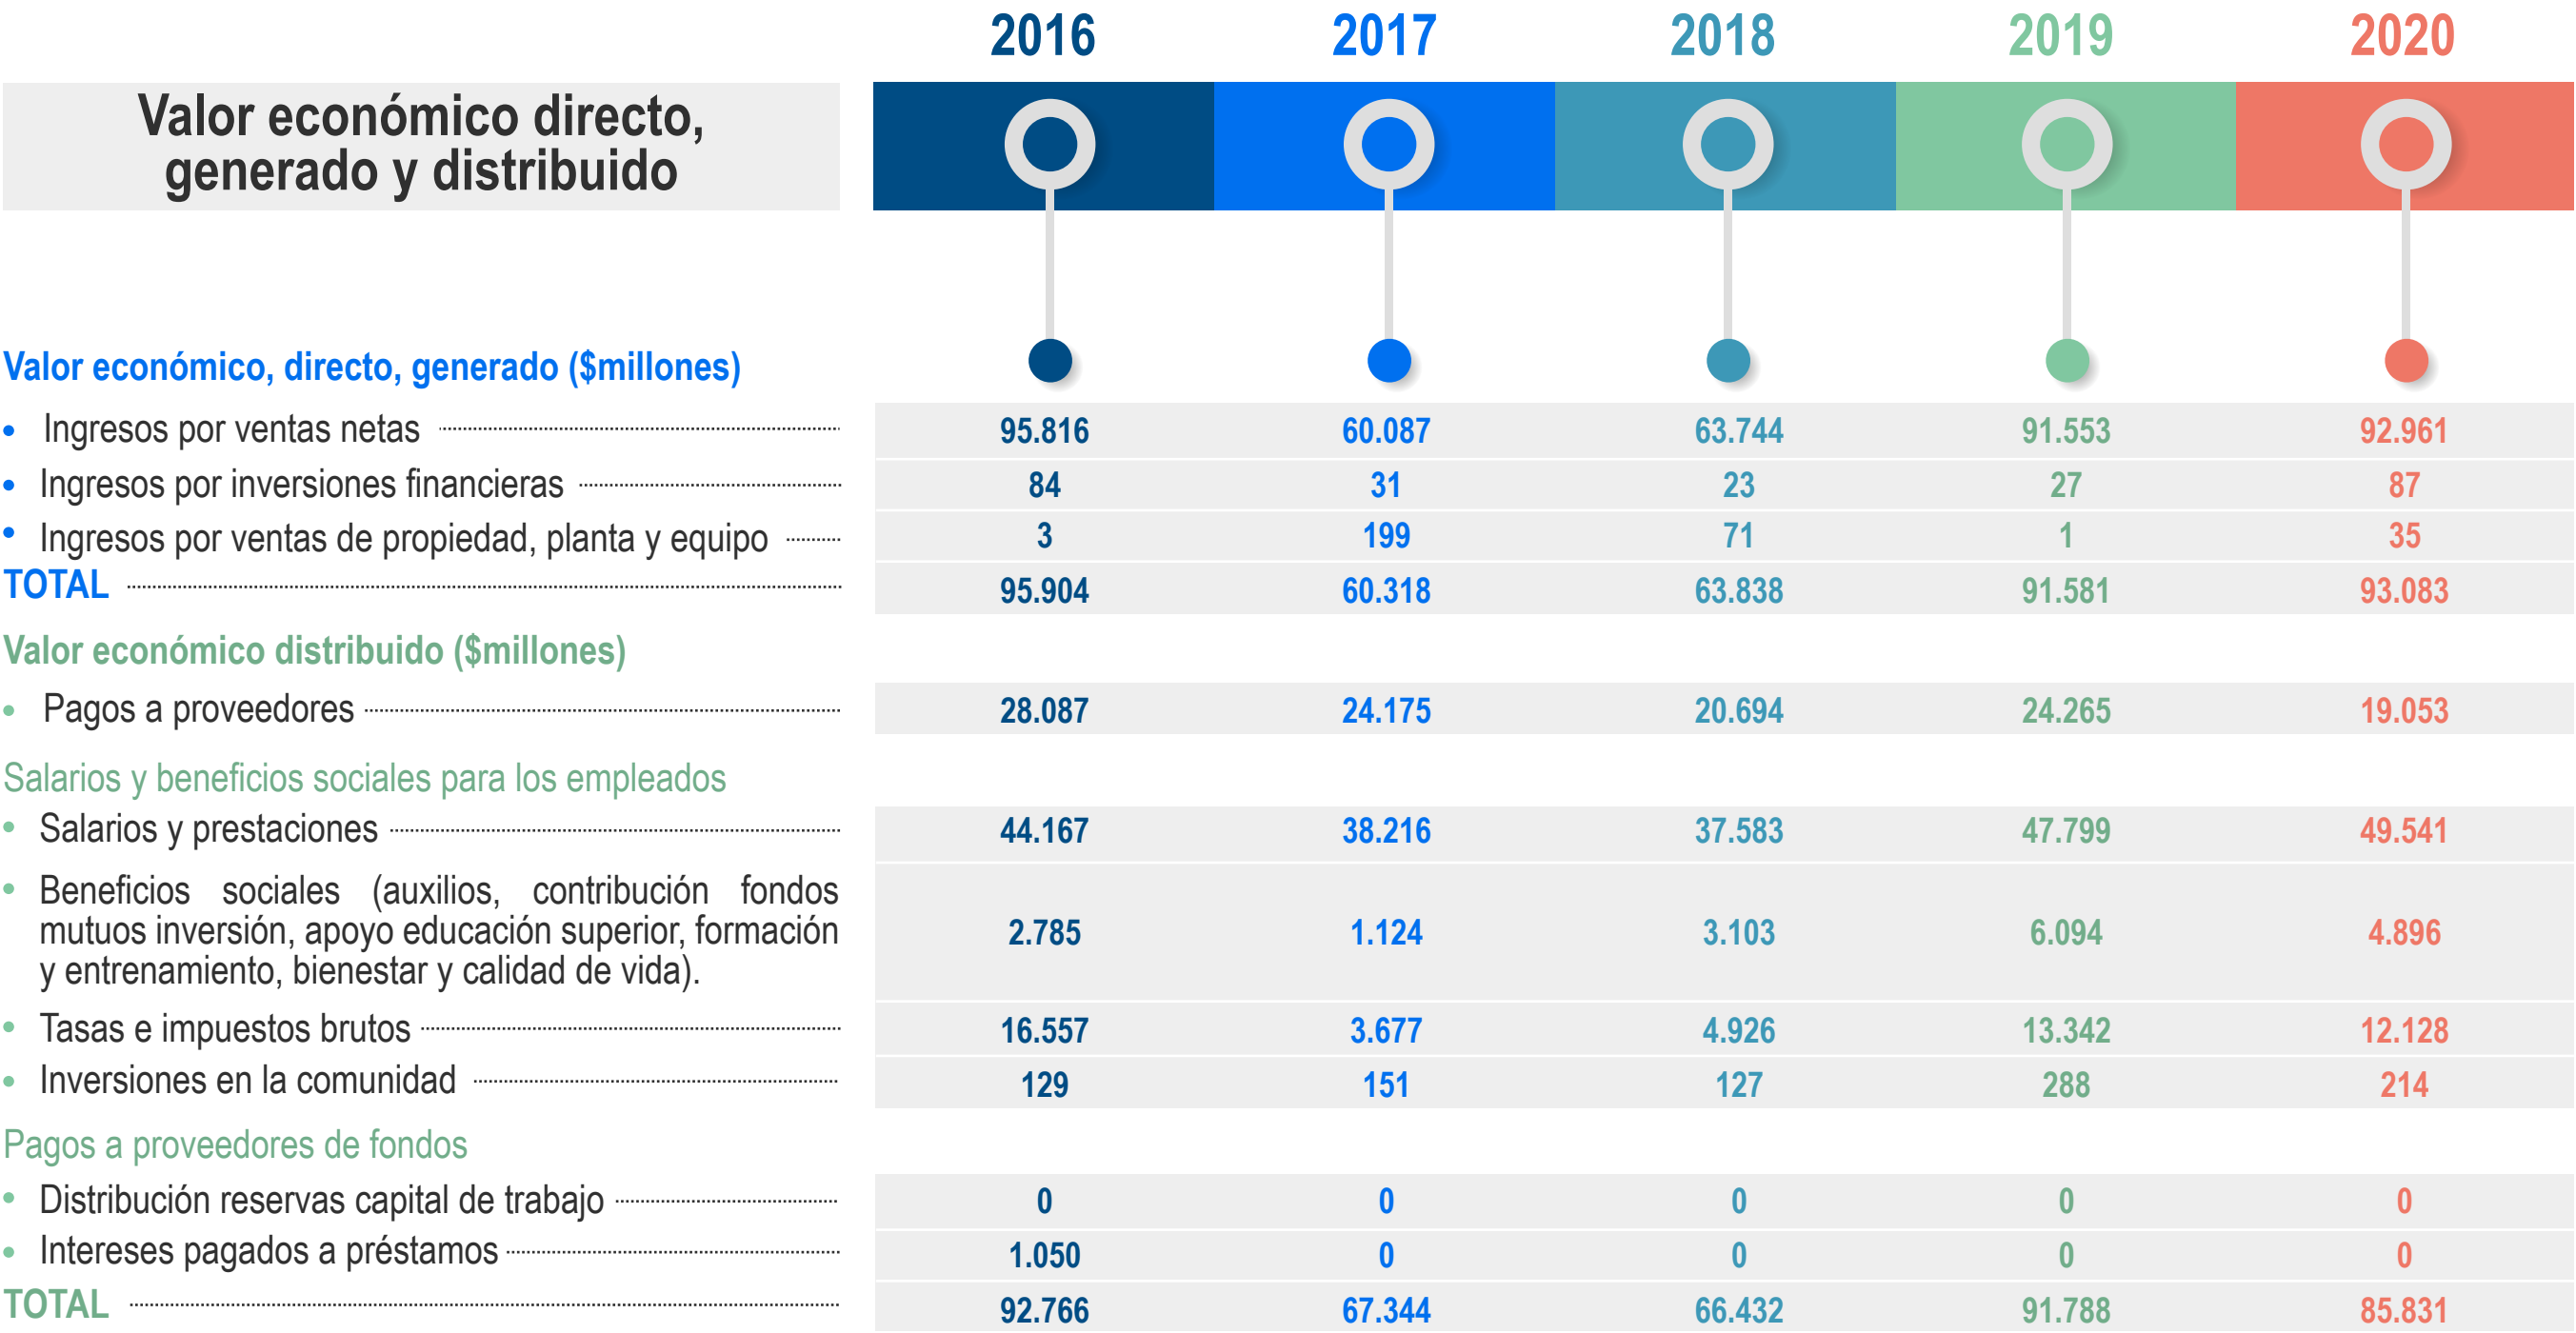 2016 2017 2018 2019 2020
Valor económico directo,
generado y distribuido
Valor económico, directo, generado ($millones)
• Ingresos por ventas netas 95.816 60.087 63.744 91.553 92.961
• Ingresos por inversiones financieras 84 31 23 27 87
• Ingresos por ventas de propiedad, planta y equipo 3 199 71 1 35
TOTAL 95.904 60.318 63.838 91.581 93.083
Valor económico distribuido ($millones)
• Pagos a proveedores 28.087 24.175 20.694 24.265 19.053
Salarios y beneficios sociales para los empleados
• Salarios y prestaciones 44.167 38.216 37.583 47.799 49.541
• Beneficios sociales (auxilios, contribución fondos
mutuos inversión, apoyo educación superior, formación 2.785 1.124 3.103 6.094 4.896
y entrenamiento, bienestar y calidad de vida).
• Tasas e impuestos brutos 16.557 3.677 4.926 13.342 12.128
• Inversiones en la comunidad 129 151 127 288 214
Pagos a proveedores de fondos
• Distribución reservas capital de trabajo 0 0 0 0 0
• Intereses pagados a préstamos 1.050 0 0 0 0
TOTAL 92.766 67.344 66.432 91.788 85.831